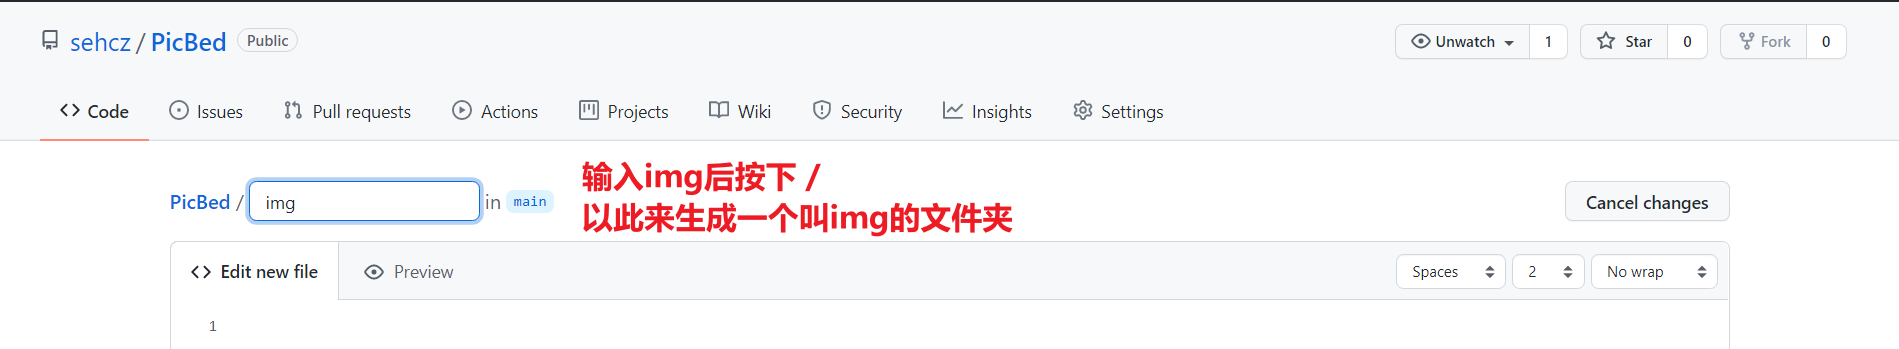 sehcz / PicBed Public
Unwatch 1 Star 0 Fork 0
Code Issues Pull requests Actions Projects Wiki Security Insights Settings
输入img后按下 /
PicBed / img in main
以此来生成一个叫img的文件夹
Cancel changes
Edit new file Preview
Spaces 2 No wrap
1